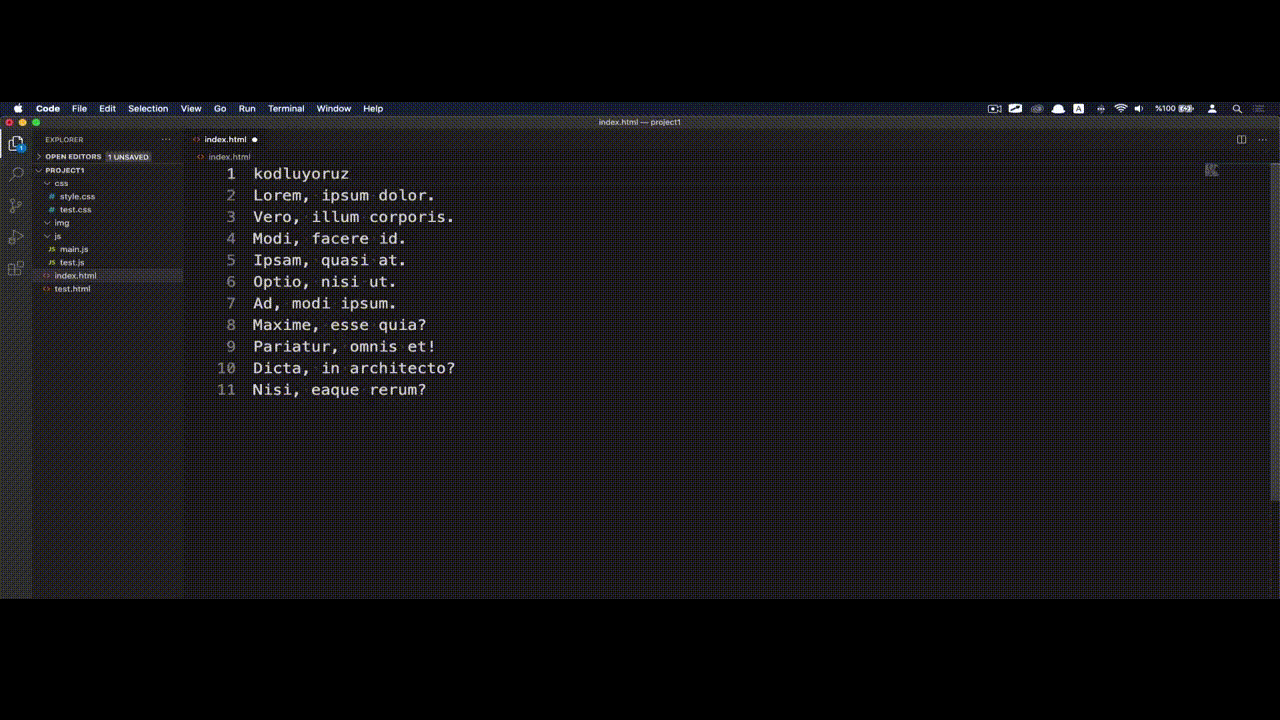 Code File Edit Selection View Go Run Terminal Window Help A %100
index.html — project1
EXPLORER ···
OPEN EDITORS 1 UNSAVED
PROJECT1
css
# style.css
# test.css
img
js
JS main.js
JS test.js
<> index.html
<> test.html
1
<> index.html
<> index.html
1 kodluyoruz
2 Lorem, ipsum dolor.
3 Vero, illum corporis.
4 Modi, facere id.
5 Ipsam, quasi at.
6 Optio, nisi ut.
7 Ad, modi ipsum.
8 Maxime, esse quia?
9 Pariatur, omnis et!
10 Dicta, in architecto?
11 Nisi, eaque rerum?